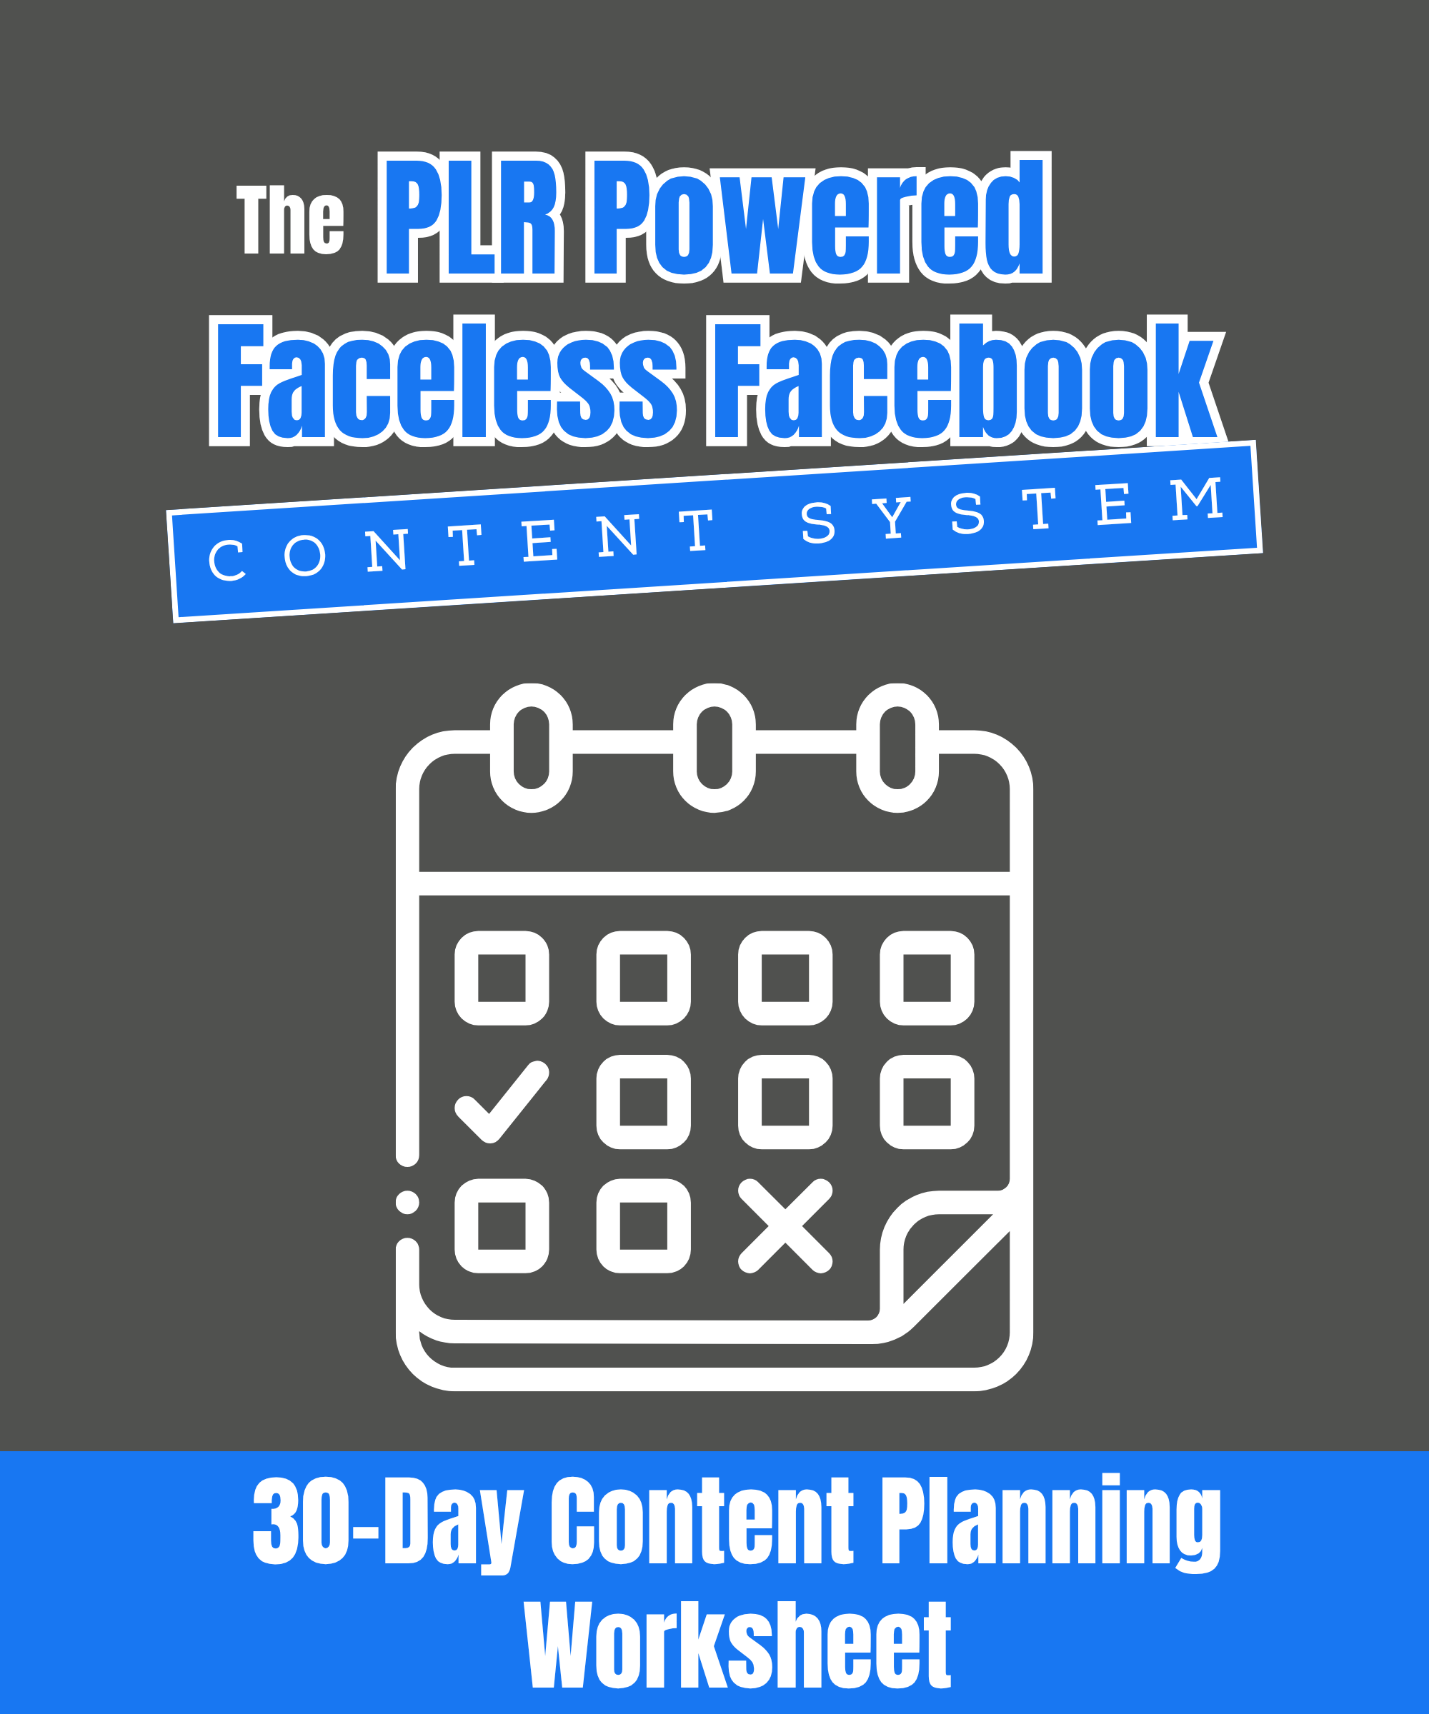 The PLR Powered
Faceless Facebook
CONTENT SYSTEM
30-Day Content Planning
Worksheet